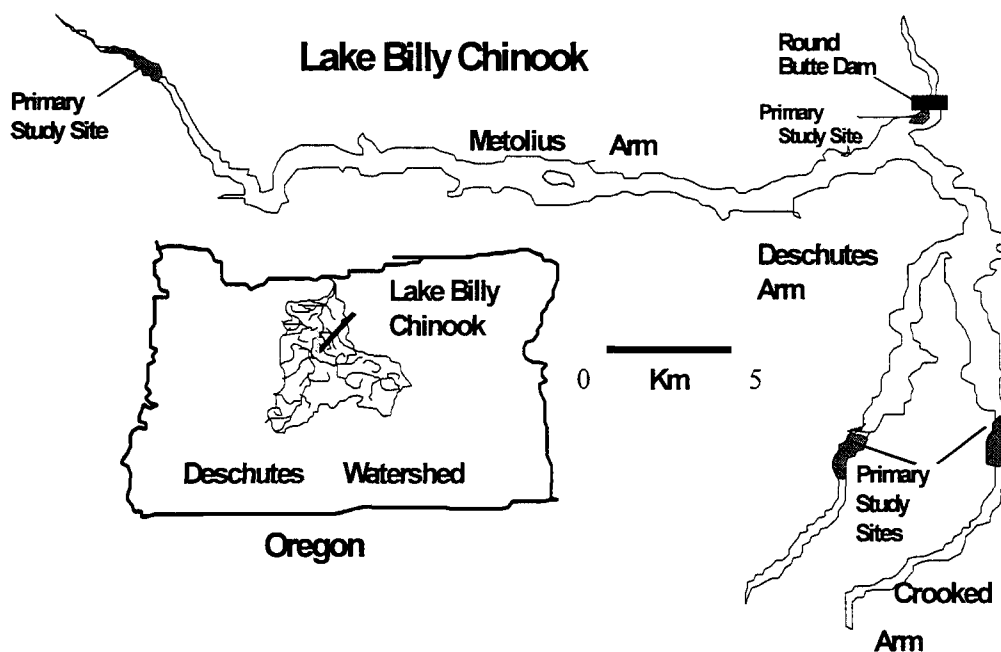 Lake Billy Chinook
Round
Butte Dam
Primary
Study Site
Primary
Study Site
Metolius Arm
Deschutes
Arm
Lake Billy
Chinook
0 Km 5
Deschutes Watershed
Primary
Study
Sites
Oregon
Crooked
Arm